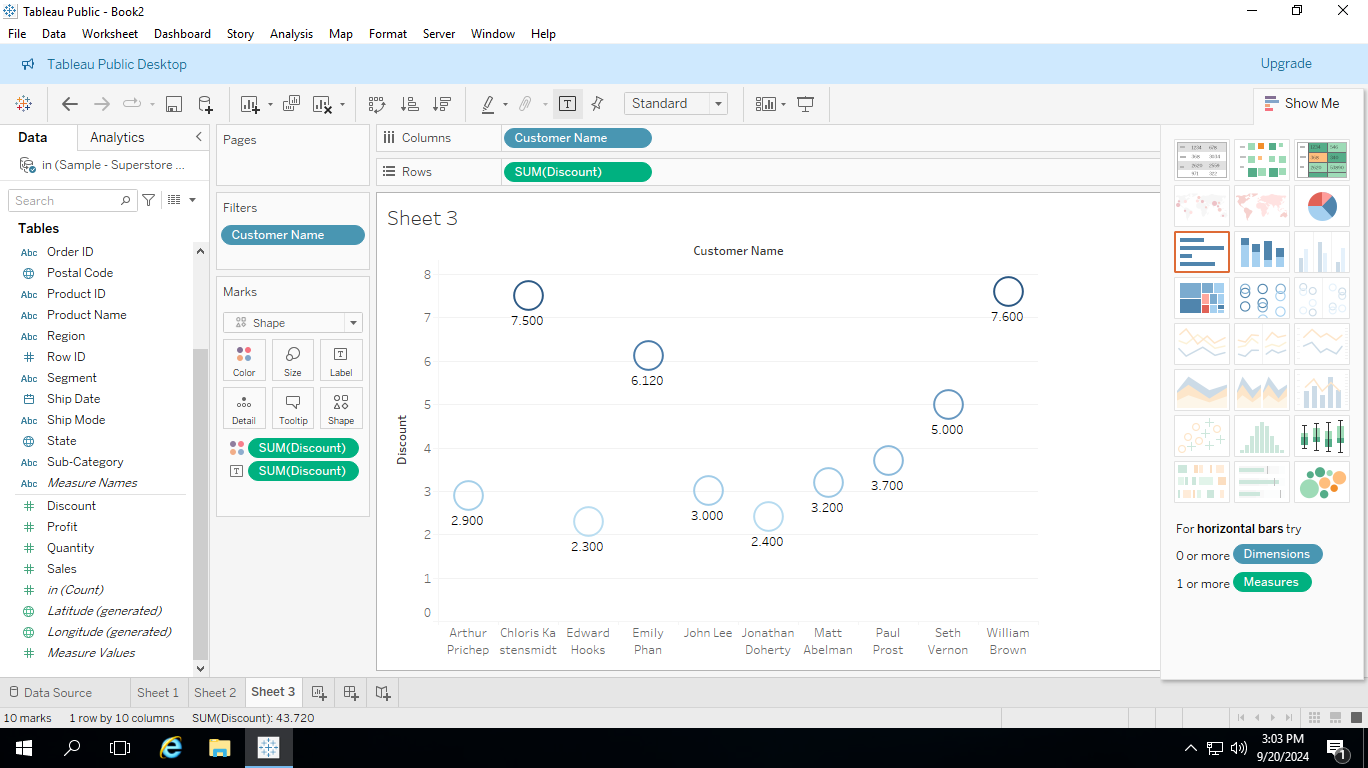 Tableau Public - Book2
File Data Worksheet Dashboard Story Analysis Map Format Server Window Help
Tableau Public Desktop
Upgrade
Standard
Show Me
Data Analytics
in (Sample - Superstore ...
Search
Tables
Abc Order ID
Postal Code
Abc Product ID
Abc Product Name
Abc Region
Row ID
Abc Segment
Ship Date
Abc Ship Mode
State
Abc Sub-Category
Abc Measure Names
Discount
Profit
Quantity
Sales
in (Count)
Latitude (generated)
Longitude (generated)
Measure Values
Pages
Filters
Customer Name
Marks
Shape
Color Size Label
Detail Tooltip Shape
SUM(Discount)
SUM(Discount)
Columns Customer Name
Rows SUM(Discount)
Sheet 3
Customer Name
Discount
8
7
6
5
4
3
2
1
0
7.500
7.600
6.120
5.000
3.700
3.200
3.000
2.900
2.400
2.300
Arthur Prichep
Chloris Ka stensmidt
Edward Hooks
Emily Phan
John Lee
Jonathan Doherty
Matt Abelman
Paul Prost
Seth Vernon
William Brown
For horizontal bars try
0 or more Dimensions
1 or more Measures
Data Source Sheet 1 Sheet 2 Sheet 3
10 marks 1 row by 10 columns SUM(Discount): 43.720
3:03 PM
9/20/2024
1